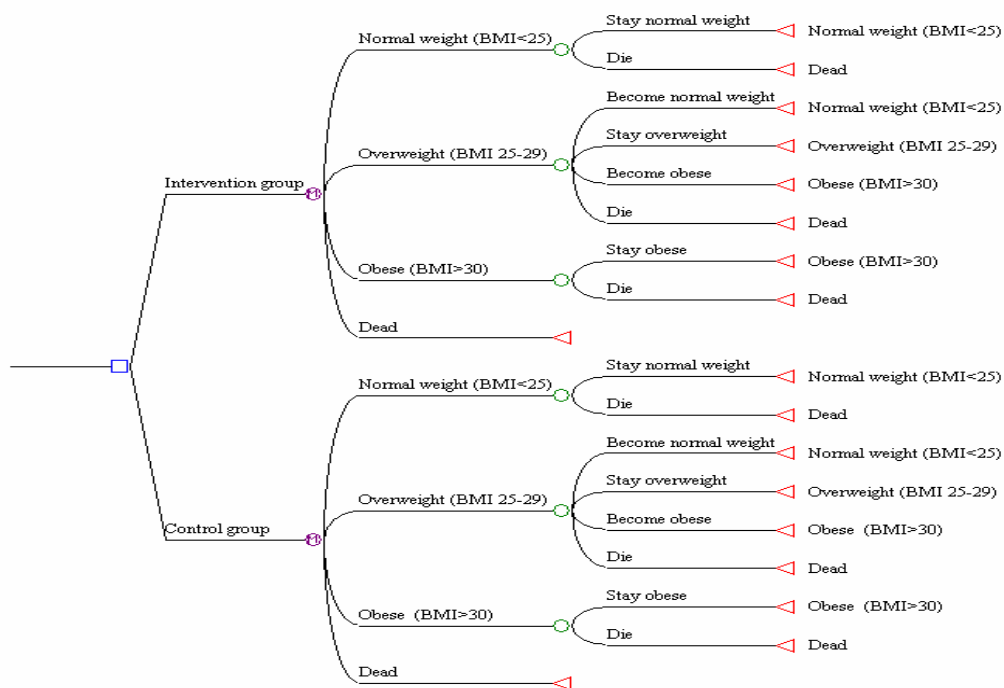 Stay normal weight
Normal weight (BMI<25)
Normal weight (BMI<25)
Die
Dead
Become normal weight
Normal weight (BMI<25)
Stay overweight
Overweight (BMI 25-29)
Overweight (BMI 25-29)
Become obese
Obese (BMI>30)
Intervention group
M
Die
Dead
Stay obese
Obese (BMI>30)
Obese (BMI>30)
Die
Dead
Dead
Stay normal weight
Normal weight (BMI<25)
Normal weight (BMI<25)
Die
Dead
Become normal weight
Normal weight (BMI<25)
Stay overweight
Overweight (BMI 25-29)
Overweight (BMI 25-29)
Become obese
Obese (BMI>30)
Control group
M
Die
Dead
Stay obese
Obese (BMI>30)
Obese (BMI>30)
Die
Dead
Dead